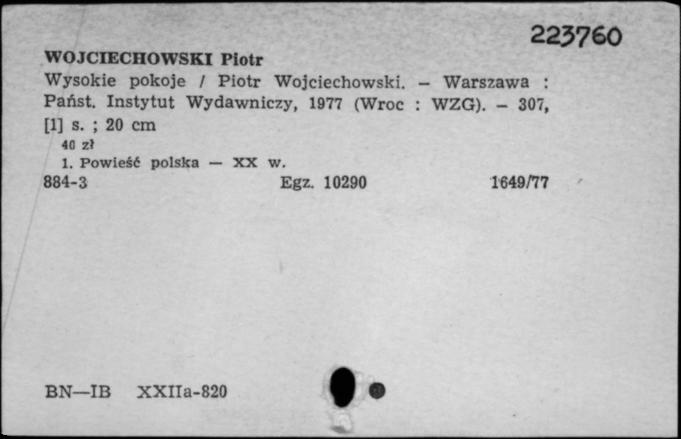 223760
WOJCIECHOWSKI Piotr
Wysokie pokoje / Piotr Wojciechowski. — Warszawa :
Państ. Instytut Wydawniczy, 1977 (Wroc : WZG). — 307,
[1] s. ; 20 cm
40 zł
1. Powieść polska — XX w.
884-3 Egz. 10290 1649/77
BN—IB XXIIa-820